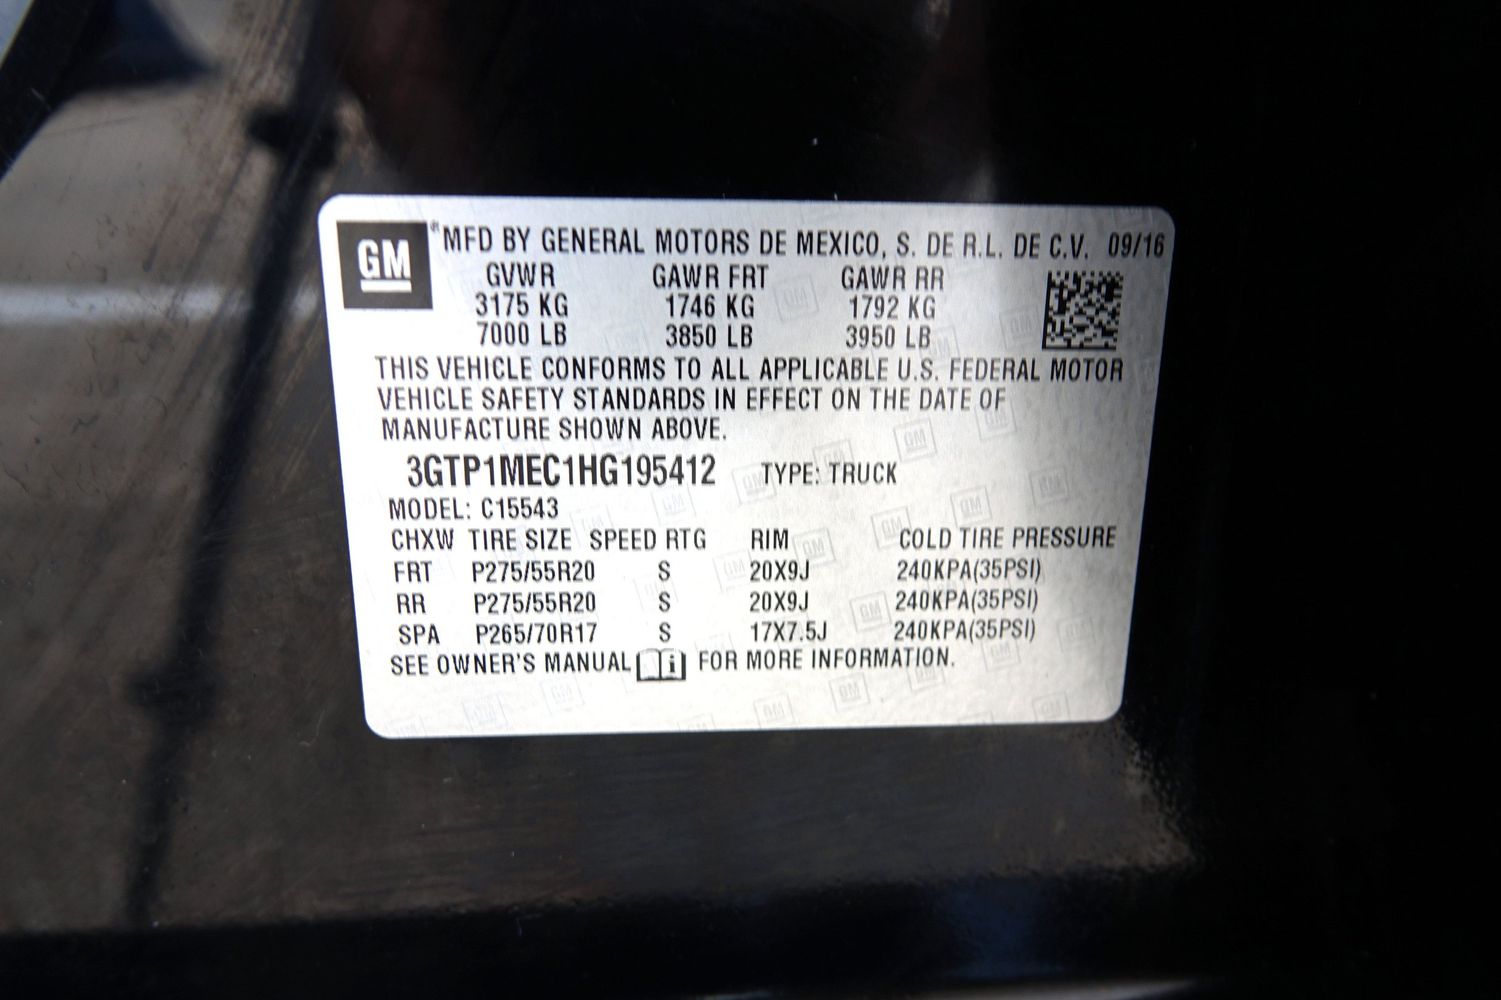 GM ® MFD BY GENERAL MOTORS DE MEXICO, S. DE R.L. DE C.V. 09/16
GVWR GAWR FRT GAWR RR
3175 KG 1746 KG 1792 KG
7000 LB 3850 LB 3950 LB
THIS VEHICLE CONFORMS TO ALL APPLICABLE U.S. FEDERAL MOTOR
VEHICLE SAFETY STANDARDS IN EFFECT ON THE DATE OF
MANUFACTURE SHOWN ABOVE.
3GTP1MEC1HG195412 TYPE: TRUCK
MODEL: C15543
CHXW TIRE SIZE SPEED RTG RIM COLD TIRE PRESSURE
FRT P275/55R20 S 20X9J 240KPA(35PSI)
RR P275/55R20 S 20X9J 240KPA(35PSI)
SPA P265/70R17 S 17X7.5J 240KPA(35PSI)
SEE OWNER'S MANUAL i FOR MORE INFORMATION.